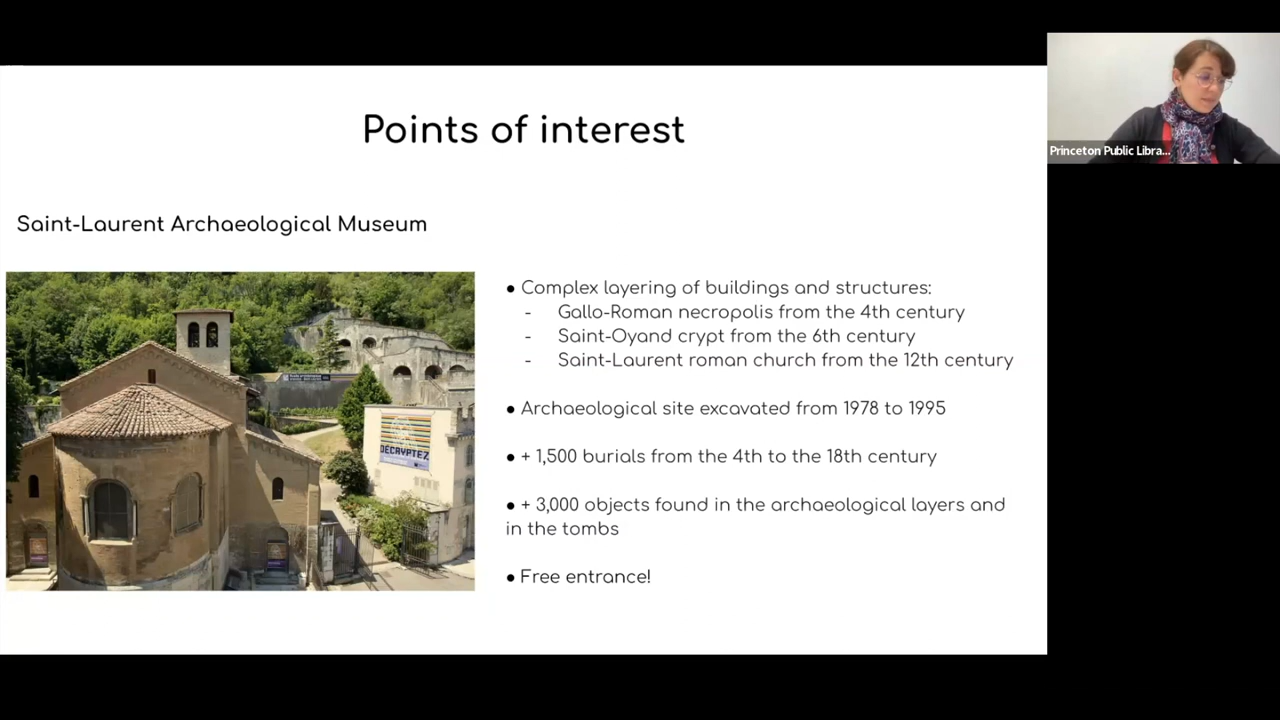 Points of interest
Princeton Public Libra...
Saint-Laurent Archaeological Museum
DÉCRYPTEZ
● Complex layering of buildings and structures:
- Gallo-Roman necropolis from the 4th century
- Saint-Oyand crypt from the 6th century
- Saint-Laurent roman church from the 12th century
● Archaeological site excavated from 1978 to 1995
● + 1,500 burials from the 4th to the 18th century
● + 3,000 objects found in the archaeological layers and
in the tombs
● Free entrance!